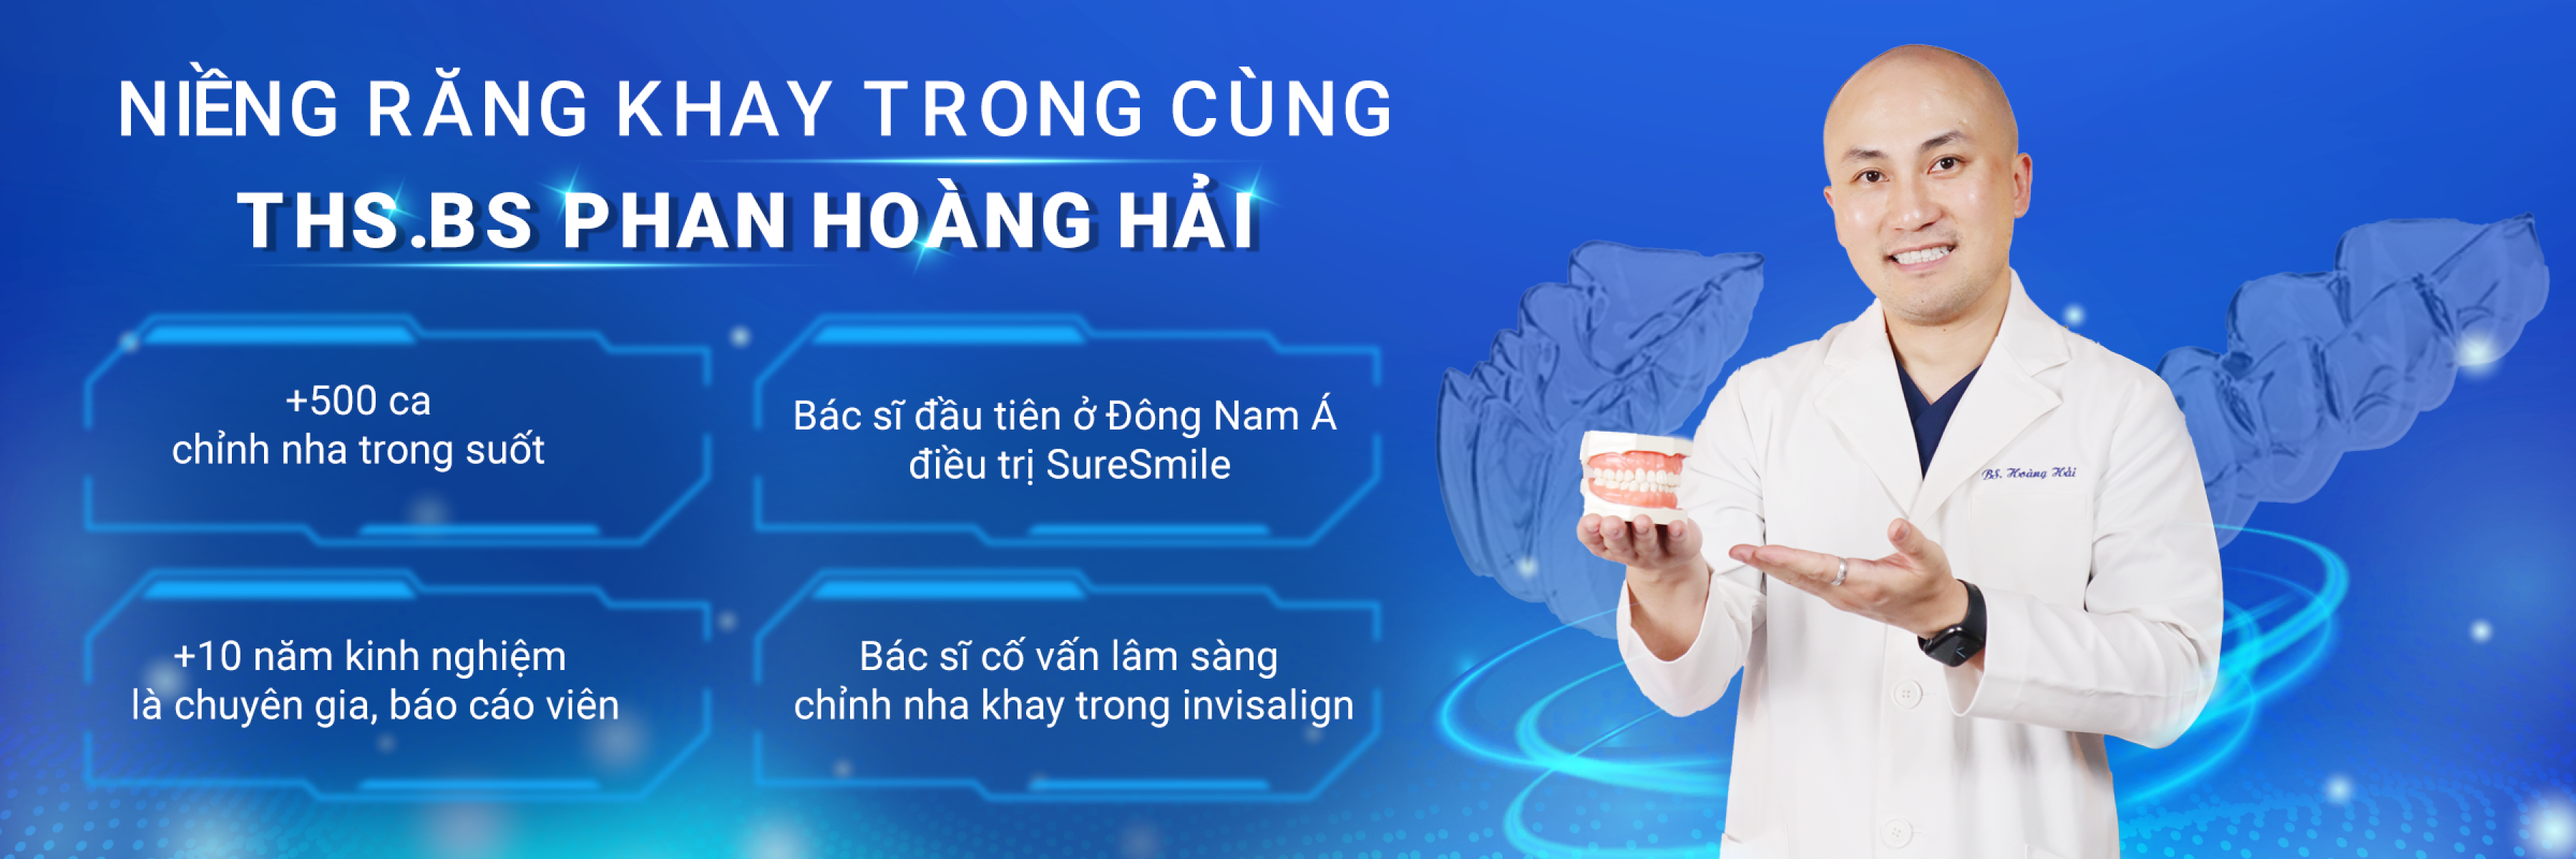 NIỀNG RĂNG KHAY TRONG CÙNG
THS.BS PHAN HOÀNG HẢI
+500 ca
chỉnh nha trong suốt
Bác sĩ đầu tiên ở Đông Nam Á
điều trị SureSmile
+10 năm kinh nghiệm
là chuyên gia, báo cáo viên
Bác sĩ cố vấn lâm sàng
chỉnh nha khay trong invisalign
BS. Hoàng Hải